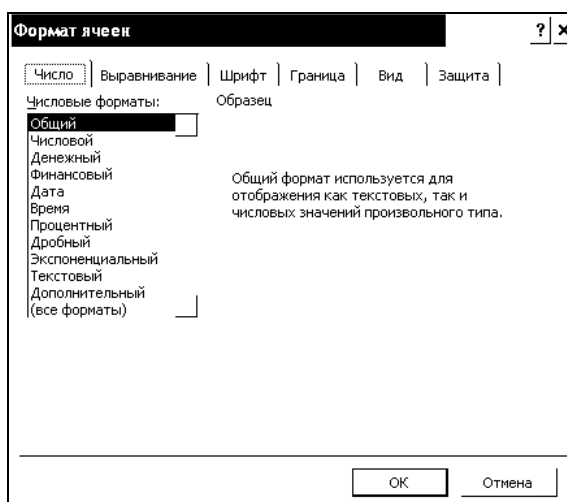 Формат ячеек
? ×
Число Выравнивание Шрифт Граница Вид Защита
Числовые форматы: Образец
Общий
Числовой
Денежный
Финансовый
Дата
Время
Процентный
Дробный
Экспоненциальный
Текстовый
Дополнительный
(все форматы)
Общий формат используется для
отображения как текстовых, так и
числовых значений произвольного типа.
ОК Отмена